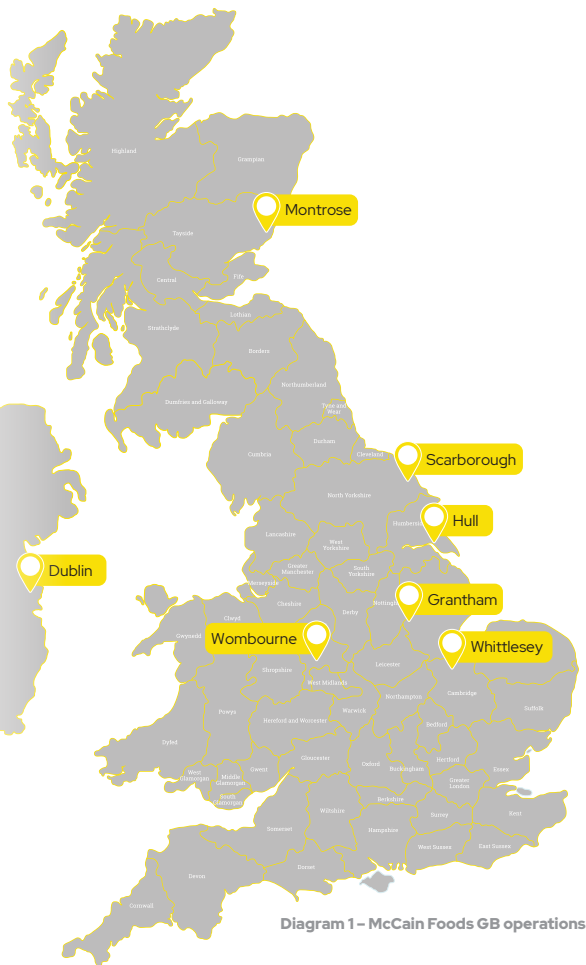 Highland
Grampian
Montrose
Tayside
Fify
Central
Lothian
Strathclyde
Borders
Northumberland
Dumfries and Galloway
Tyne and
Wear
Durham
Cumbria
Cleveland
Scarborough
North Yorkshire
Hull
Lancashire
West
Yorkshire
Greater
Manchester
South
Yorkshire
Dublin
Merseyside
Cheshire
Derby
Grantham
Clwyd
Gwynedd
Wombourne
Whittlesey
Shropshire
Leicester
West Midlands
Cambridge
Northampton
Suffolk
Powys
Hereford and Worcester
Warwick
Bedford
Dyfed
Gloucester
Oxford
Buckingham
Hertford
Essex
West
Glamorgan
Middle
Glamorgan
Gwent
Greater
London
South
Glamorgan
Berkshire
Wiltshire
Surrey
Kent
Somerset
Hampshire
West Sussex
East Sussex
Devon
Dorset
Cornwall
Diagram 1 – McCain Foods GB operations